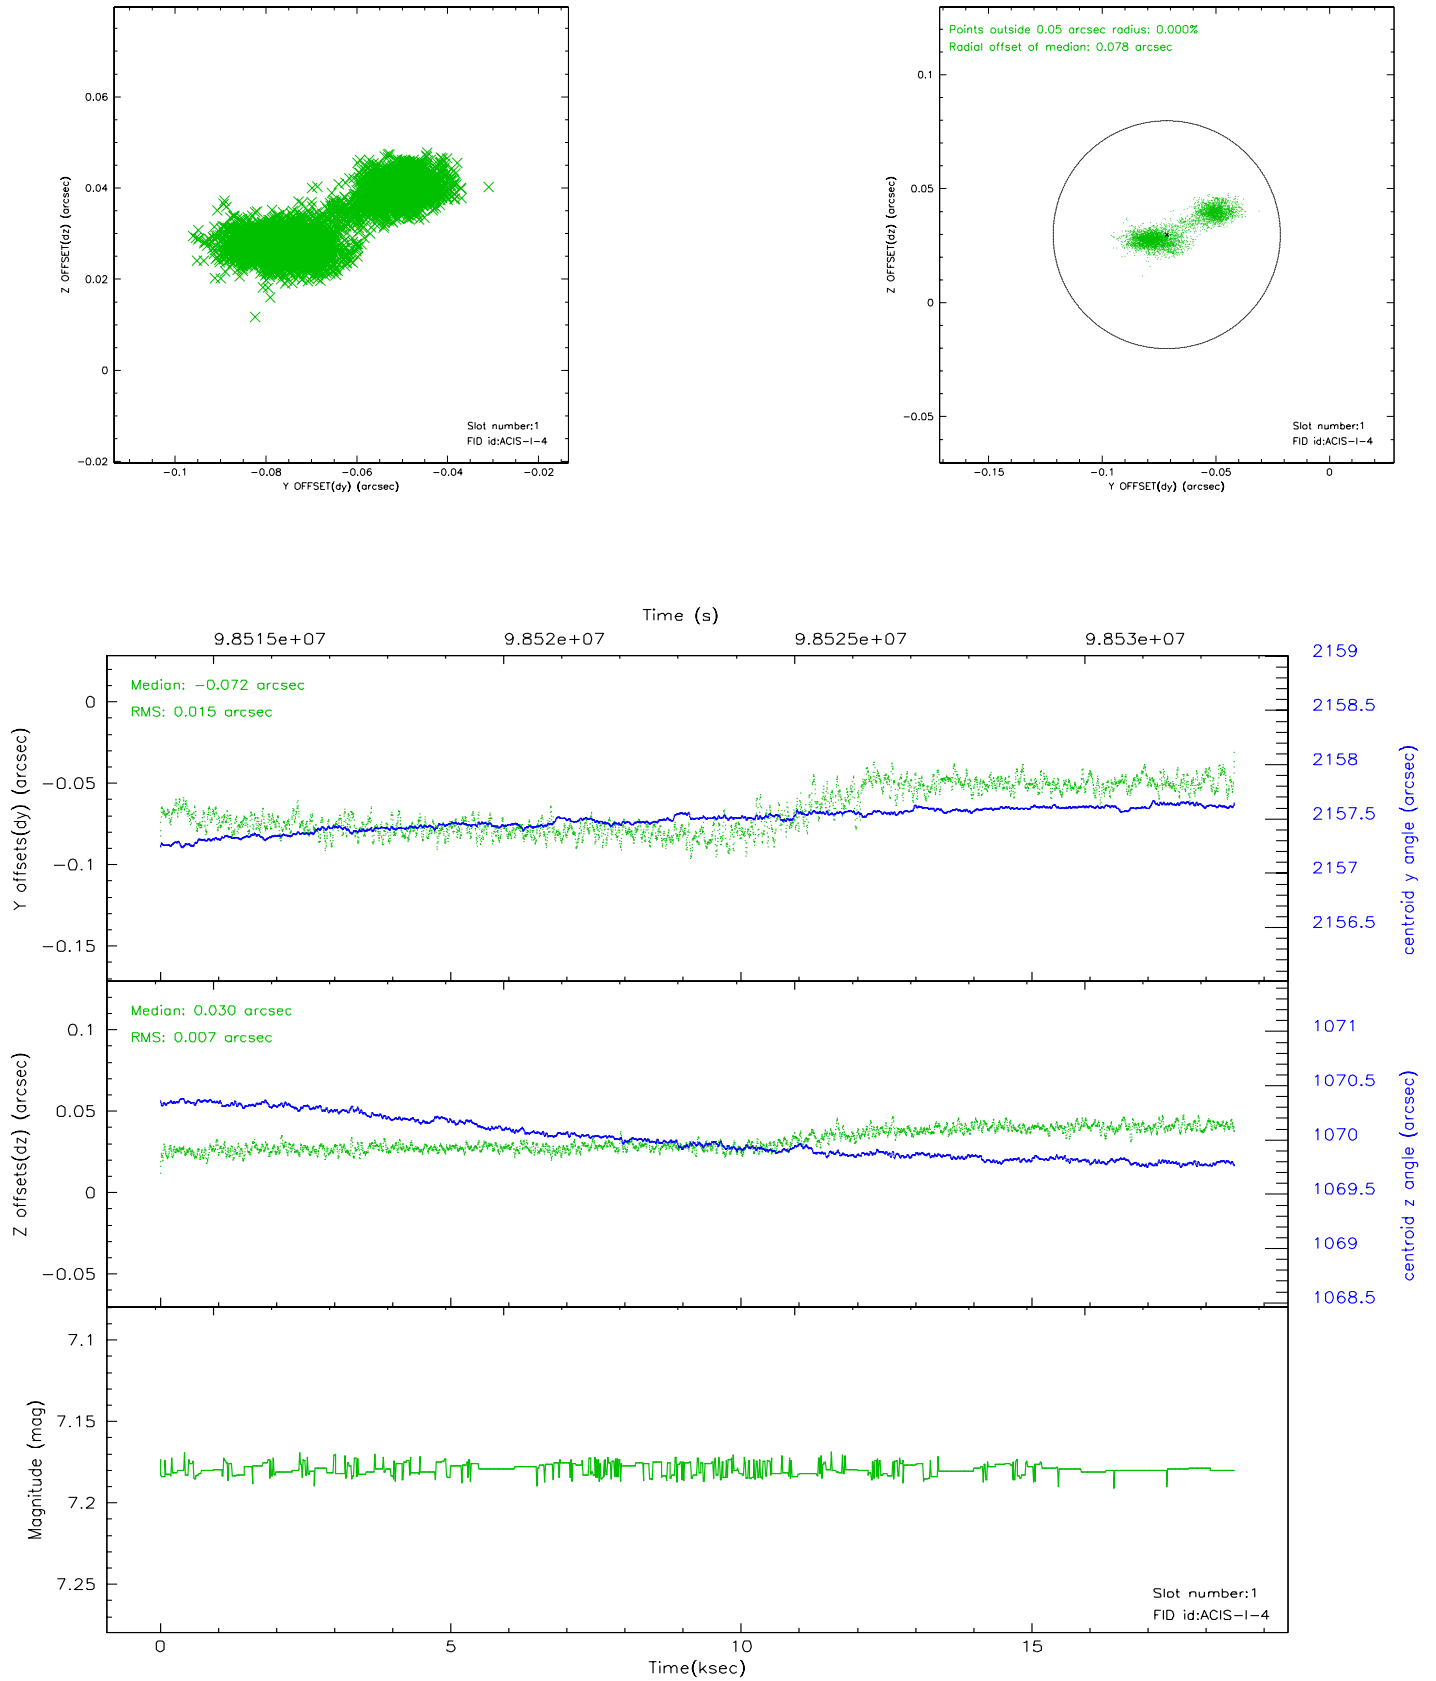 0.06
0.04
0.02
0
−0.02
Z OFFSET(dz) (arcsec)
Slot number:1
FID id:ACIS−I−4
−0.1
−0.08
−0.06
−0.04
−0.02
Y OFFSET(dy) (arcsec)
Points outside 0.05 arcsec radius: 0.000%
Radial offset of median: 0.078 arcsec
0.1
0.05
0
−0.05
Z OFFSET(dz) (arcsec)
Slot number:1
FID id:ACIS−I−4
−0.15
−0.1
−0.05
0
Y OFFSET(dy) (arcsec)
Time (s)
9.8515e+07
9.852e+07
9.8525e+07
9.853e+07
Median: −0.072 arcsec
RMS: 0.015 arcsec
0
−0.05
−0.1
−0.15
Y offsets(dy) (arcsec)
2159
2158.5
2158
2157.5
2157
2156.5
centroid y angle (arcsec)
Median: 0.030 arcsec
RMS: 0.007 arcsec
0.1
0.05
0
−0.05
Z offsets(dz) (arcsec)
1071
1070.5
1070
1069.5
1069
1068.5
centroid z angle (arcsec)
7.1
7.15
7.2
7.25
Magnitude (mag)
Slot number:1
FID id:ACIS−I−4
0
5
10
15
Time(ksec)